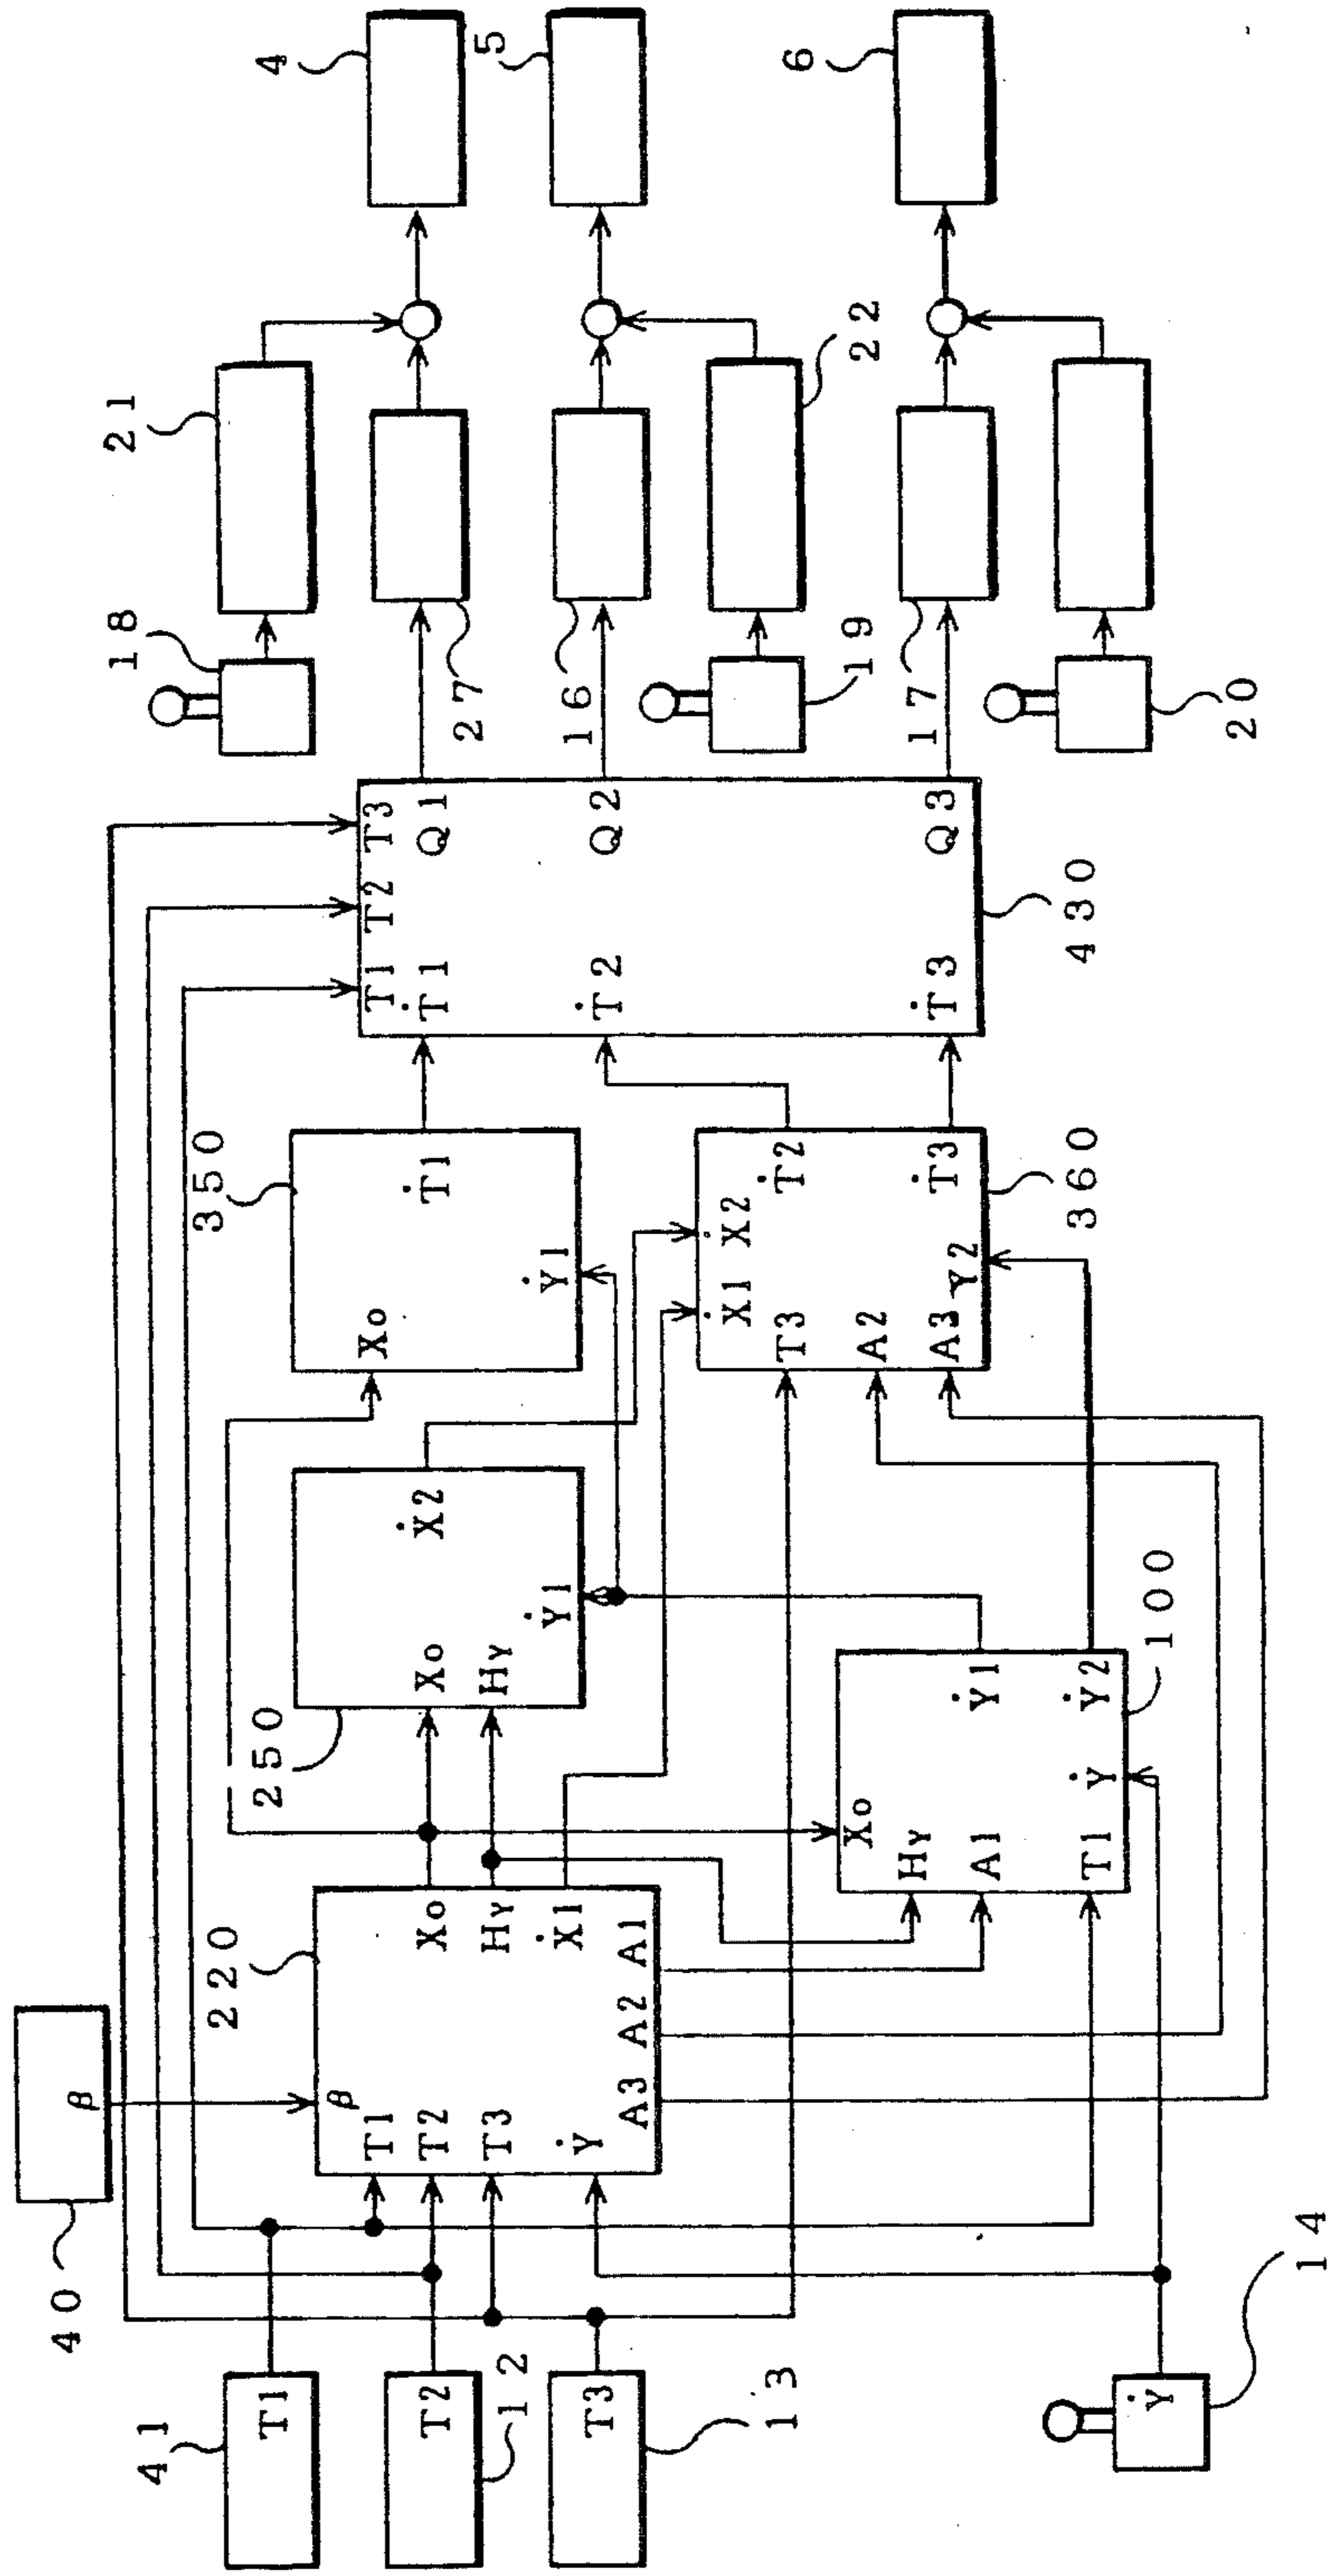 40
β
41
T1
T2
12
T3
13
Ẏ
14
220
β
T1
T2
T3
Ẏ
Xo
Hγ
Ẋ1
A3 A2 A1
250
Xo
Hγ
Ẋ2
Ẏ1
100
Xo
Hγ
A1
T1
Ẏ
Ẏ1
Ẏ2
350
Xo
Ṫ1
Ẏ1
360
Ẋ1 Ẋ2
T3
A2
A3
Ẏ2
Ṫ2
Ṫ3
430
T1 T2 T3
Ṫ1
Ṫ2
Ṫ3
Q1
Q2
Q3
18
21
27
16
19
22
17
20
4
5
6